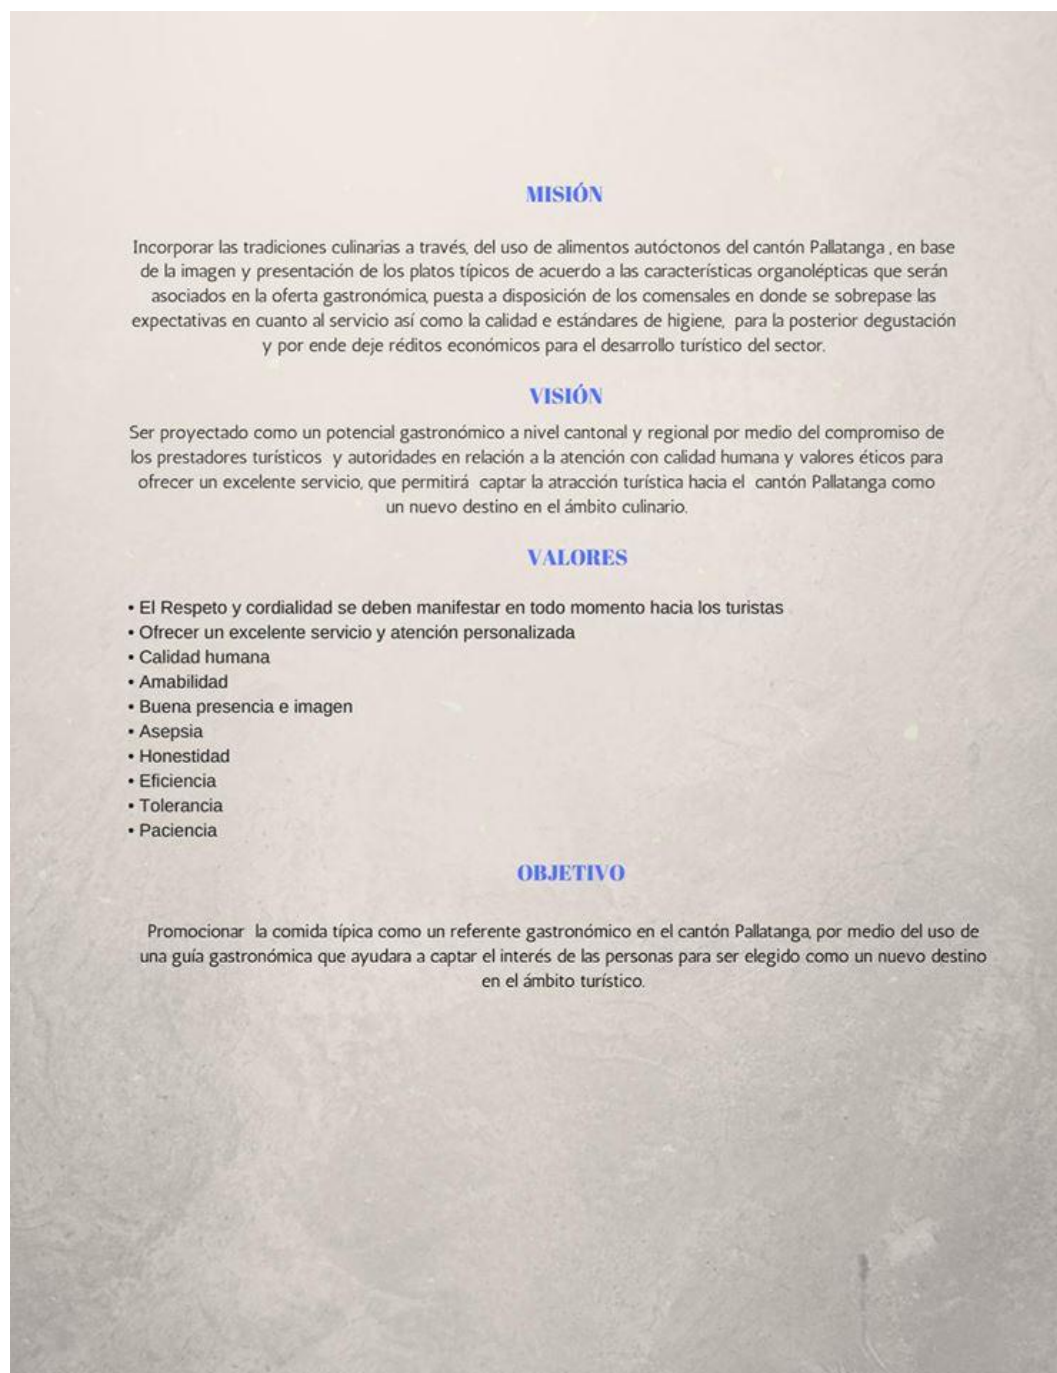 MISIÓN
Incorporar las tradiciones culinarias a través, del uso de alimentos autóctonos del cantón Pallatanga , en base
de la imagen y presentación de los platos típicos de acuerdo a las características organolépticas que serán
asociados en la oferta gastronómica, puesta a disposición de los comensales en donde se sobrepase las
expectativas en cuanto al servicio así como la calidad e estándares de higiene, para la posterior degustación
y por ende deje réditos económicos para el desarrollo turístico del sector.
VISIÓN
Ser proyectado como un potencial gastronómico a nivel cantonal y regional por medio del compromiso de
los prestadores turísticos y autoridades en relación a la atención con calidad humana y valores éticos para
ofrecer un excelente servicio, que permitirá captar la atracción turística hacia el cantón Pallatanga como
un nuevo destino en el ámbito culinario.
VALORES
• El Respeto y cordialidad se deben manifestar en todo momento hacia los turistas
• Ofrecer un excelente servicio y atención personalizada
• Calidad humana
• Amabilidad
• Buena presencia e imagen
• Asepsia
• Honestidad
• Eficiencia
• Tolerancia
• Paciencia
OBJETIVO
Promocionar la comida típica como un referente gastronómico en el cantón Pallatanga, por medio del uso de
una guía gastronómica que ayudara a captar el interés de las personas para ser elegido como un nuevo destino
en el ámbito turístico.